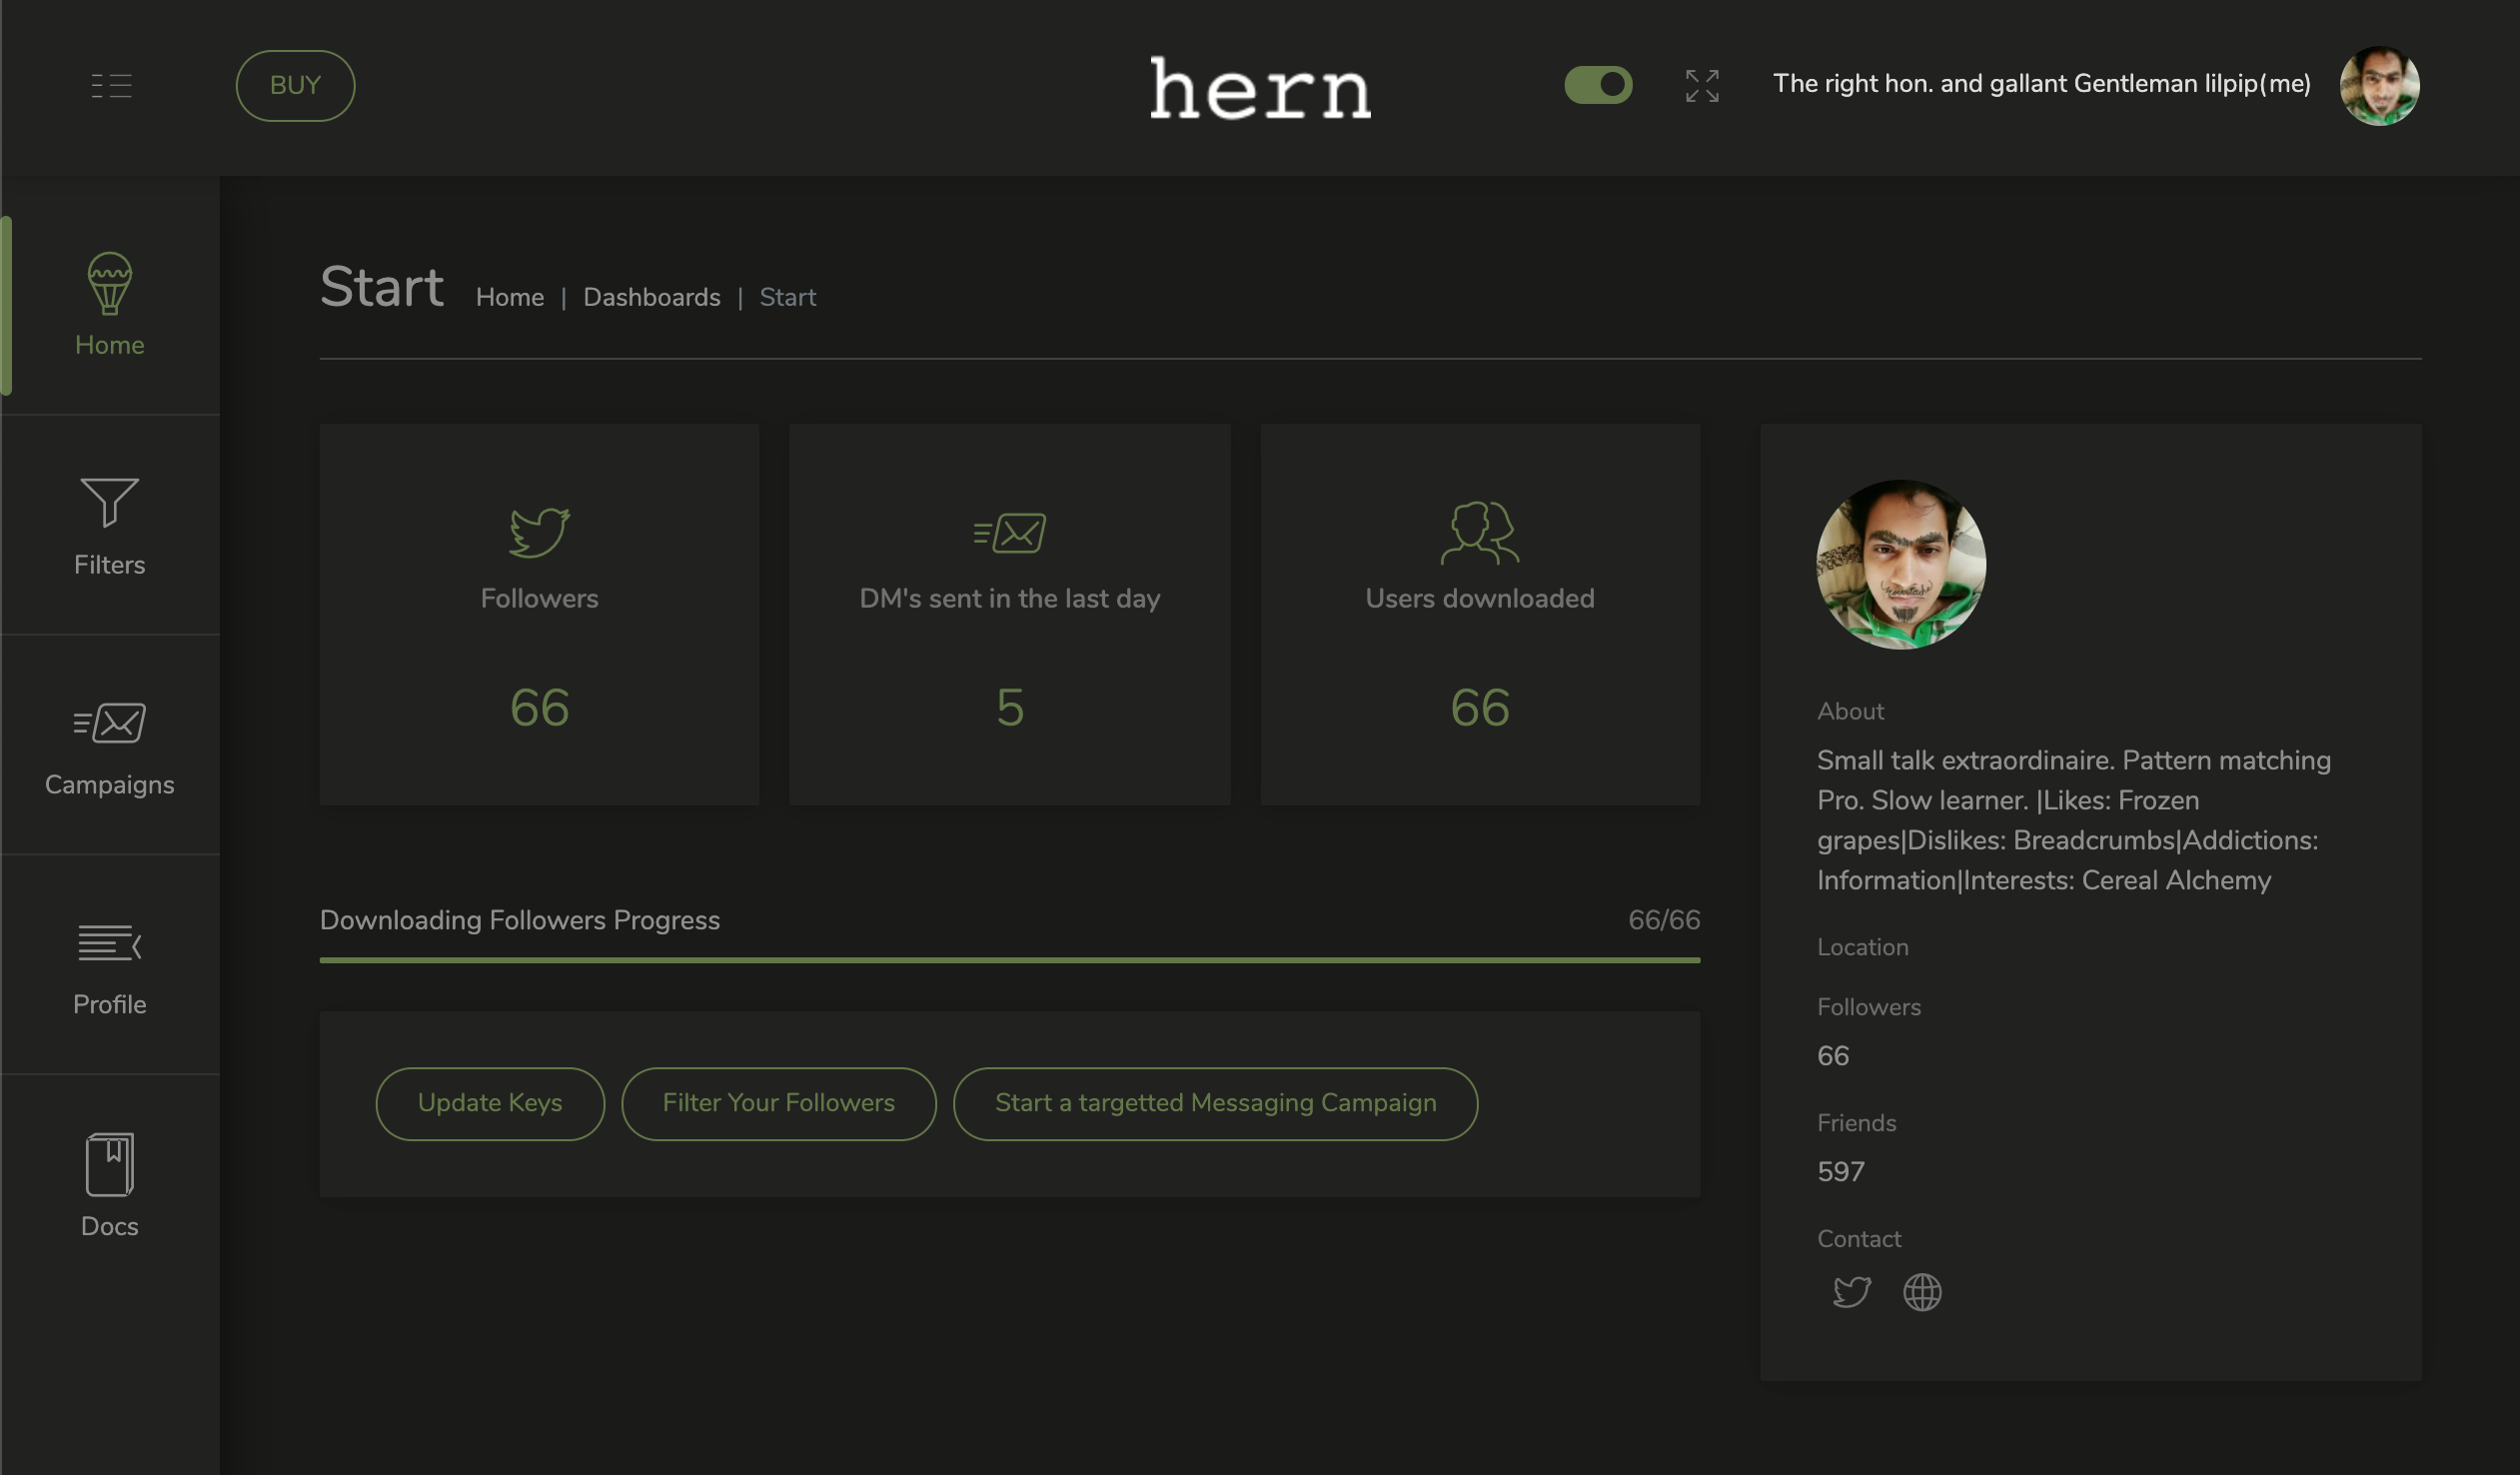 BUY
hern
The right hon. and gallant Gentleman lilpip(me)
Home
Filters
Campaigns
Profile
Docs
Start
Home | Dashboards | Start
Followers
66
DM's sent in the last day
5
Users downloaded
66
Downloading Followers Progress
66/66
Update Keys
Filter Your Followers
Start a targetted Messaging Campaign
About
Small talk extraordinaire. Pattern matching
Pro. Slow learner. |Likes: Frozen
grapes|Dislikes: Breadcrumbs|Addictions:
Information|Interests: Cereal Alchemy
Location
Followers
66
Friends
597
Contact